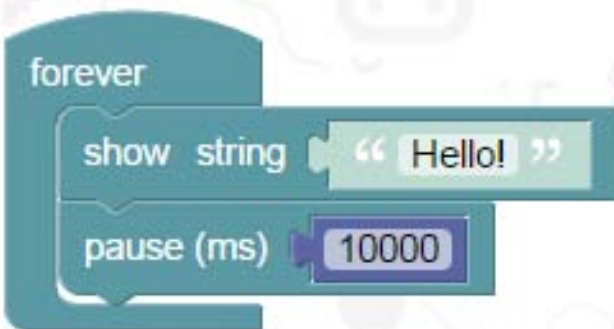 forever
show string “ Hello! ”
pause (ms) 10000